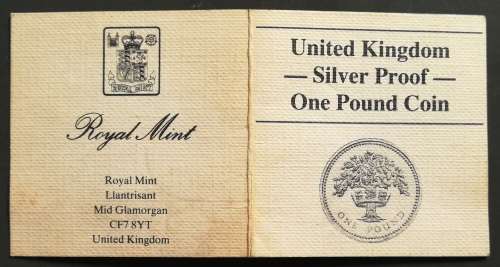 Royal Mint
Royal Mint
Llantrisant
Mid Glamorgan
CF7 8YT
United Kingdom
United Kingdom
— Silver Proof —
One Pound Coin
ONE POUND